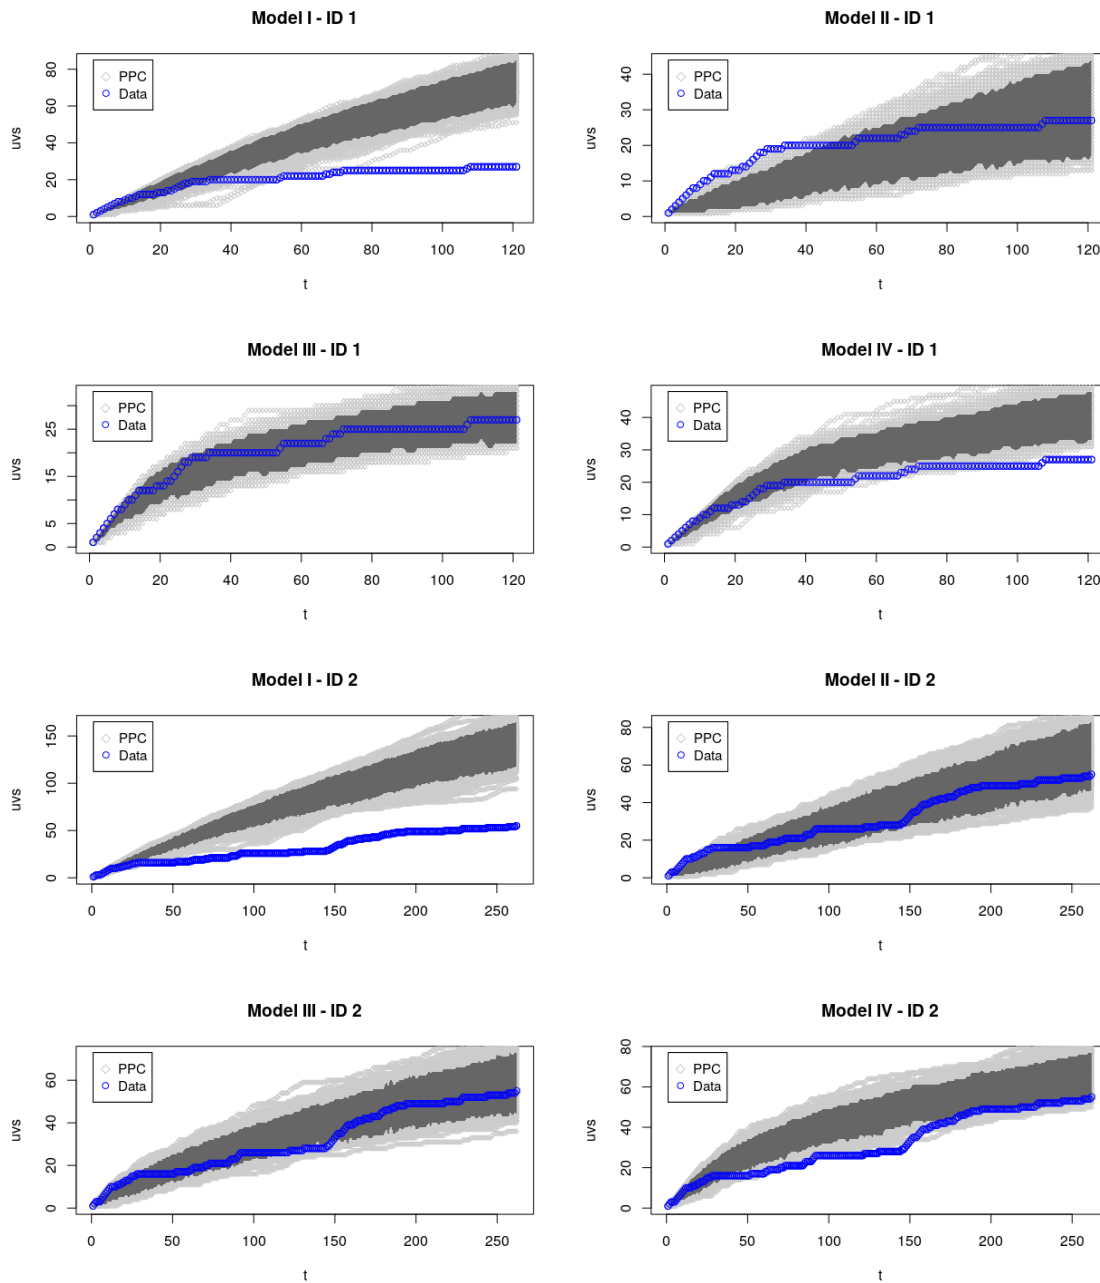 Model I - ID 1
uvs
0 20 40 60 80
PPC
Data
0 20 40 60 80 100 120
t
Model II - ID 1
uvs
0 10 20 30 40
PPC
Data
0 20 40 60 80 100 120
t
Model III - ID 1
uvs
0 5 15 25
PPC
Data
0 20 40 60 80 100 120
t
Model IV - ID 1
uvs
0 10 20 30 40
PPC
Data
0 20 40 60 80 100 120
t
Model I - ID 2
uvs
0 50 100 150
PPC
Data
0 50 100 150 200 250
t
Model II - ID 2
uvs
0 20 40 60 80
PPC
Data
0 50 100 150 200 250
t
Model III - ID 2
uvs
0 20 40 60
PPC
Data
0 50 100 150 200 250
t
Model IV - ID 2
uvs
0 20 40 60 80
PPC
Data
0 50 100 150 200 250
t